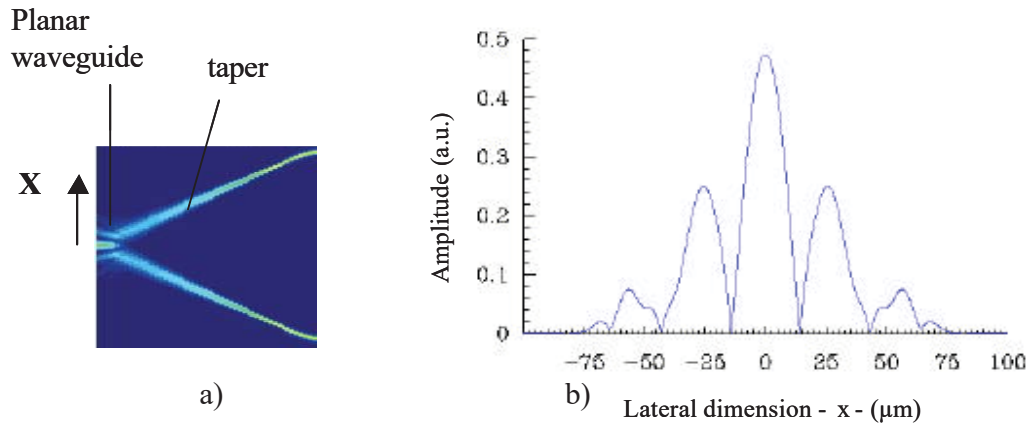 Planar
waveguide
taper
X
a)
0.5
0.4
0.3
0.2
0.1
0
Amplitude (a.u.)
−75 −50 −25 0 25 50 75 100
b)
Lateral dimension - x - (μm)